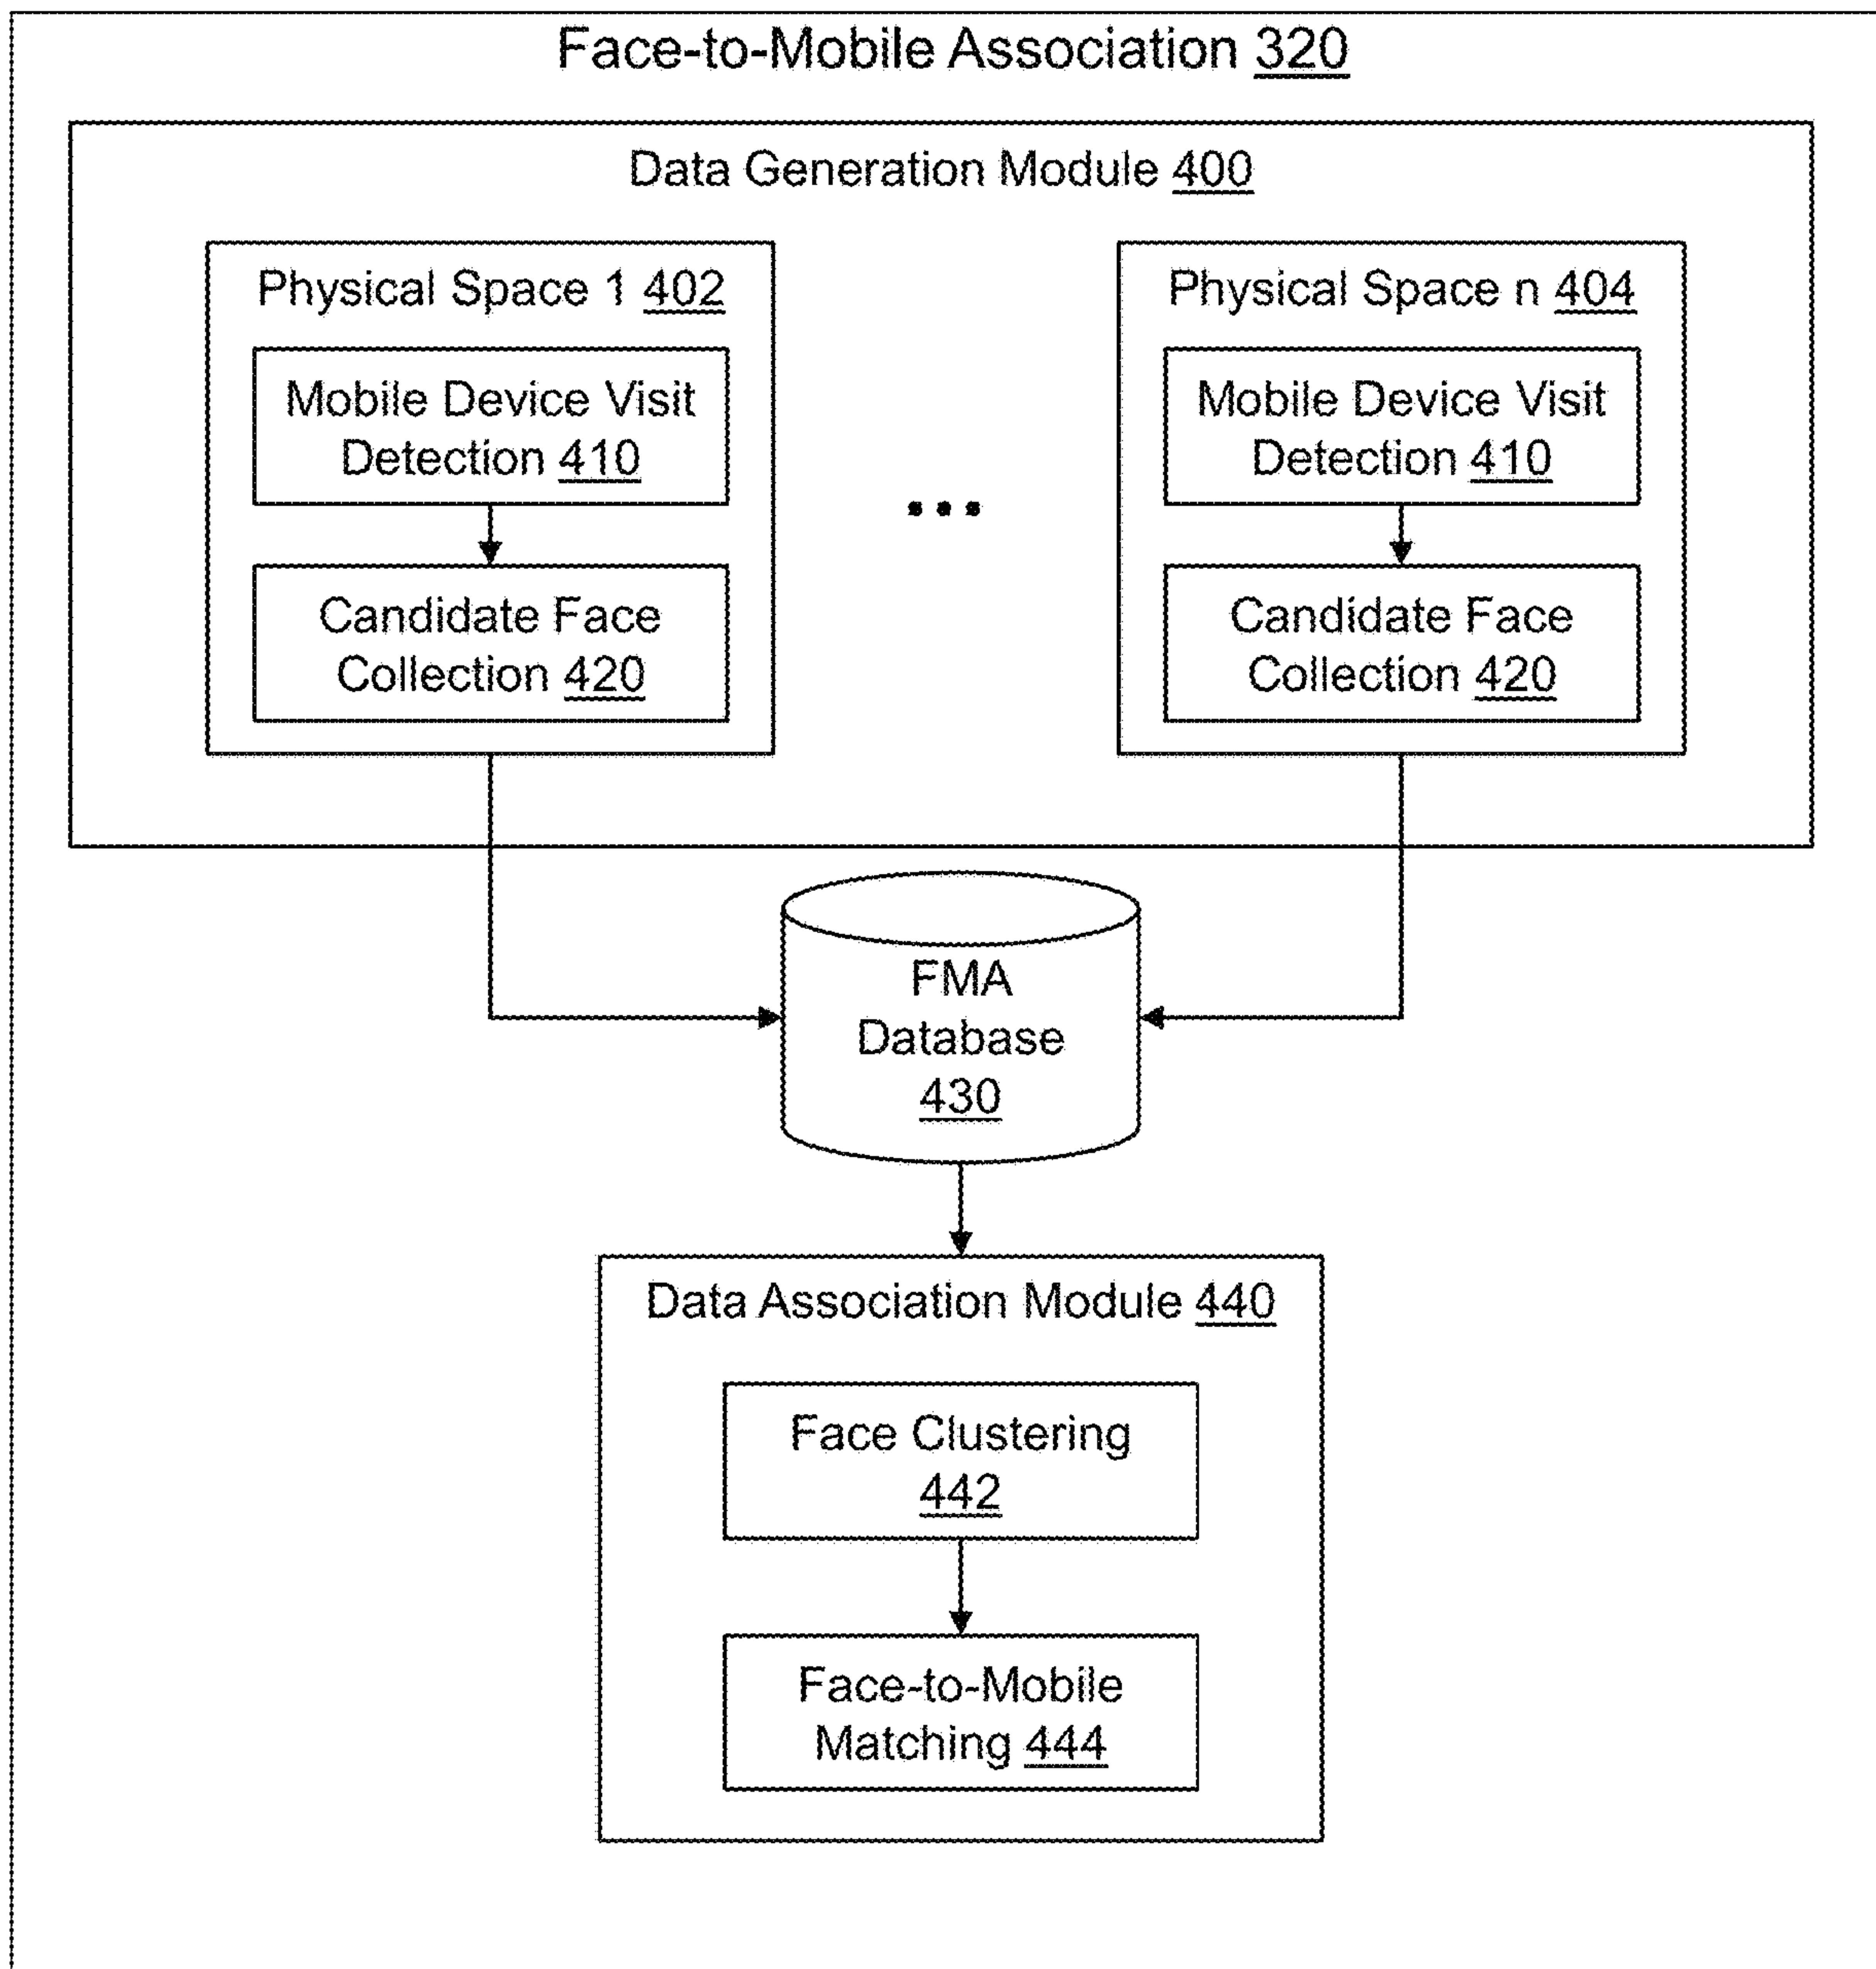 Face-to-Mobile Association 320
Data Generation Module 400
Physical Space 1 402
Mobile Device Visit
Detection 410
Candidate Face
Collection 420
...
Physical Space n 404
Mobile Device Visit
Detection 410
Candidate Face
Collection 420
FMA
Database
430
Data Association Module 440
Face Clustering
442
Face-to-Mobile
Matching 444